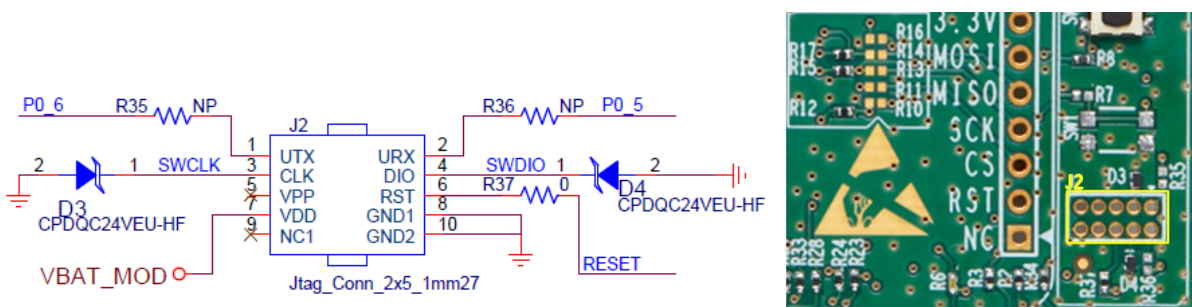 P0_6
R35
NP
R36
NP
P0_5
J2
1
UTX
URX
2
2
1
SWCLK
3
CLK
DIO
4
SWDIO
1
2
5
VPP
RST
6
R37
0
D3
CPDQC24VEU-HF
D4
CPDQC24VEU-HF
7
VDD
GND1
8
9
NC1
GND2
10
VBAT_MOD
Jtag_Conn_2x5_1mm27
RESET
3.3V
MOSI
MISO
SCK
CS
RST
NC
R16
R14
R13
R11
R10
R17
R15
R12
R8
R7
SW1
J2
D3
R35
R33
R28
R24
R23
R6
R3
R2
R34
R37
D4
R36